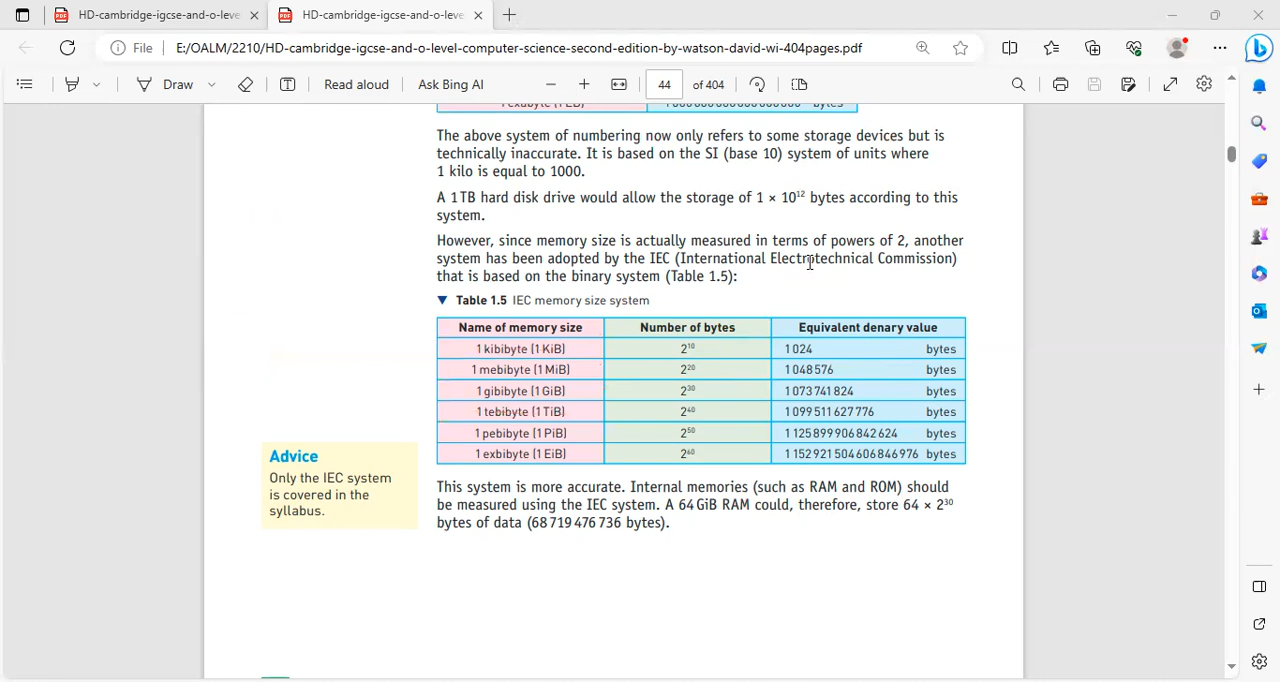 HD-cambridge-igcse-and-o-leve
HD-cambridge-igcse-and-o-leve
File E:/OALM/2210/HD-cambridge-igcse-and-o-level-computer-science-second-edition-by-watson-david-wi-404pages.pdf
Draw Read aloud Ask Bing AI 44 of 404
1 exabyte (1 EB) 1 000 000 000 000 000 000 bytes
The above system of numbering now only refers to some storage devices but is
technically inaccurate. It is based on the SI (base 10) system of units where
1 kilo is equal to 1000.
A 1 TB hard disk drive would allow the storage of 1 × 10¹² bytes according to this
system.
However, since memory size is actually measured in terms of powers of 2, another
system has been adopted by the IEC (International Electrotechnical Commission)
that is based on the binary system (Table 1.5):
▼ Table 1.5 IEC memory size system
Name of memory size Number of bytes Equivalent denary value
1 kibibyte (1 KiB) 2¹⁰ 1 024 bytes
1 mebibyte (1 MiB) 2²⁰ 1 048 576 bytes
1 gibibyte (1 GiB) 2³⁰ 1 073 741 824 bytes
1 tebibyte (1 TiB) 2⁴⁰ 1 099 511 627 776 bytes
1 pebibyte (1 PiB) 2⁵⁰ 1 125 899 906 842 624 bytes
1 exbibyte (1 EiB) 2⁶⁰ 1 152 921 504 606 846 976 bytes
Advice
Only the IEC system
is covered in the
syllabus.
This system is more accurate. Internal memories (such as RAM and ROM) should
be measured using the IEC system. A 64 GiB RAM could, therefore, store 64 × 2³⁰
bytes of data (68 719 476 736 bytes).